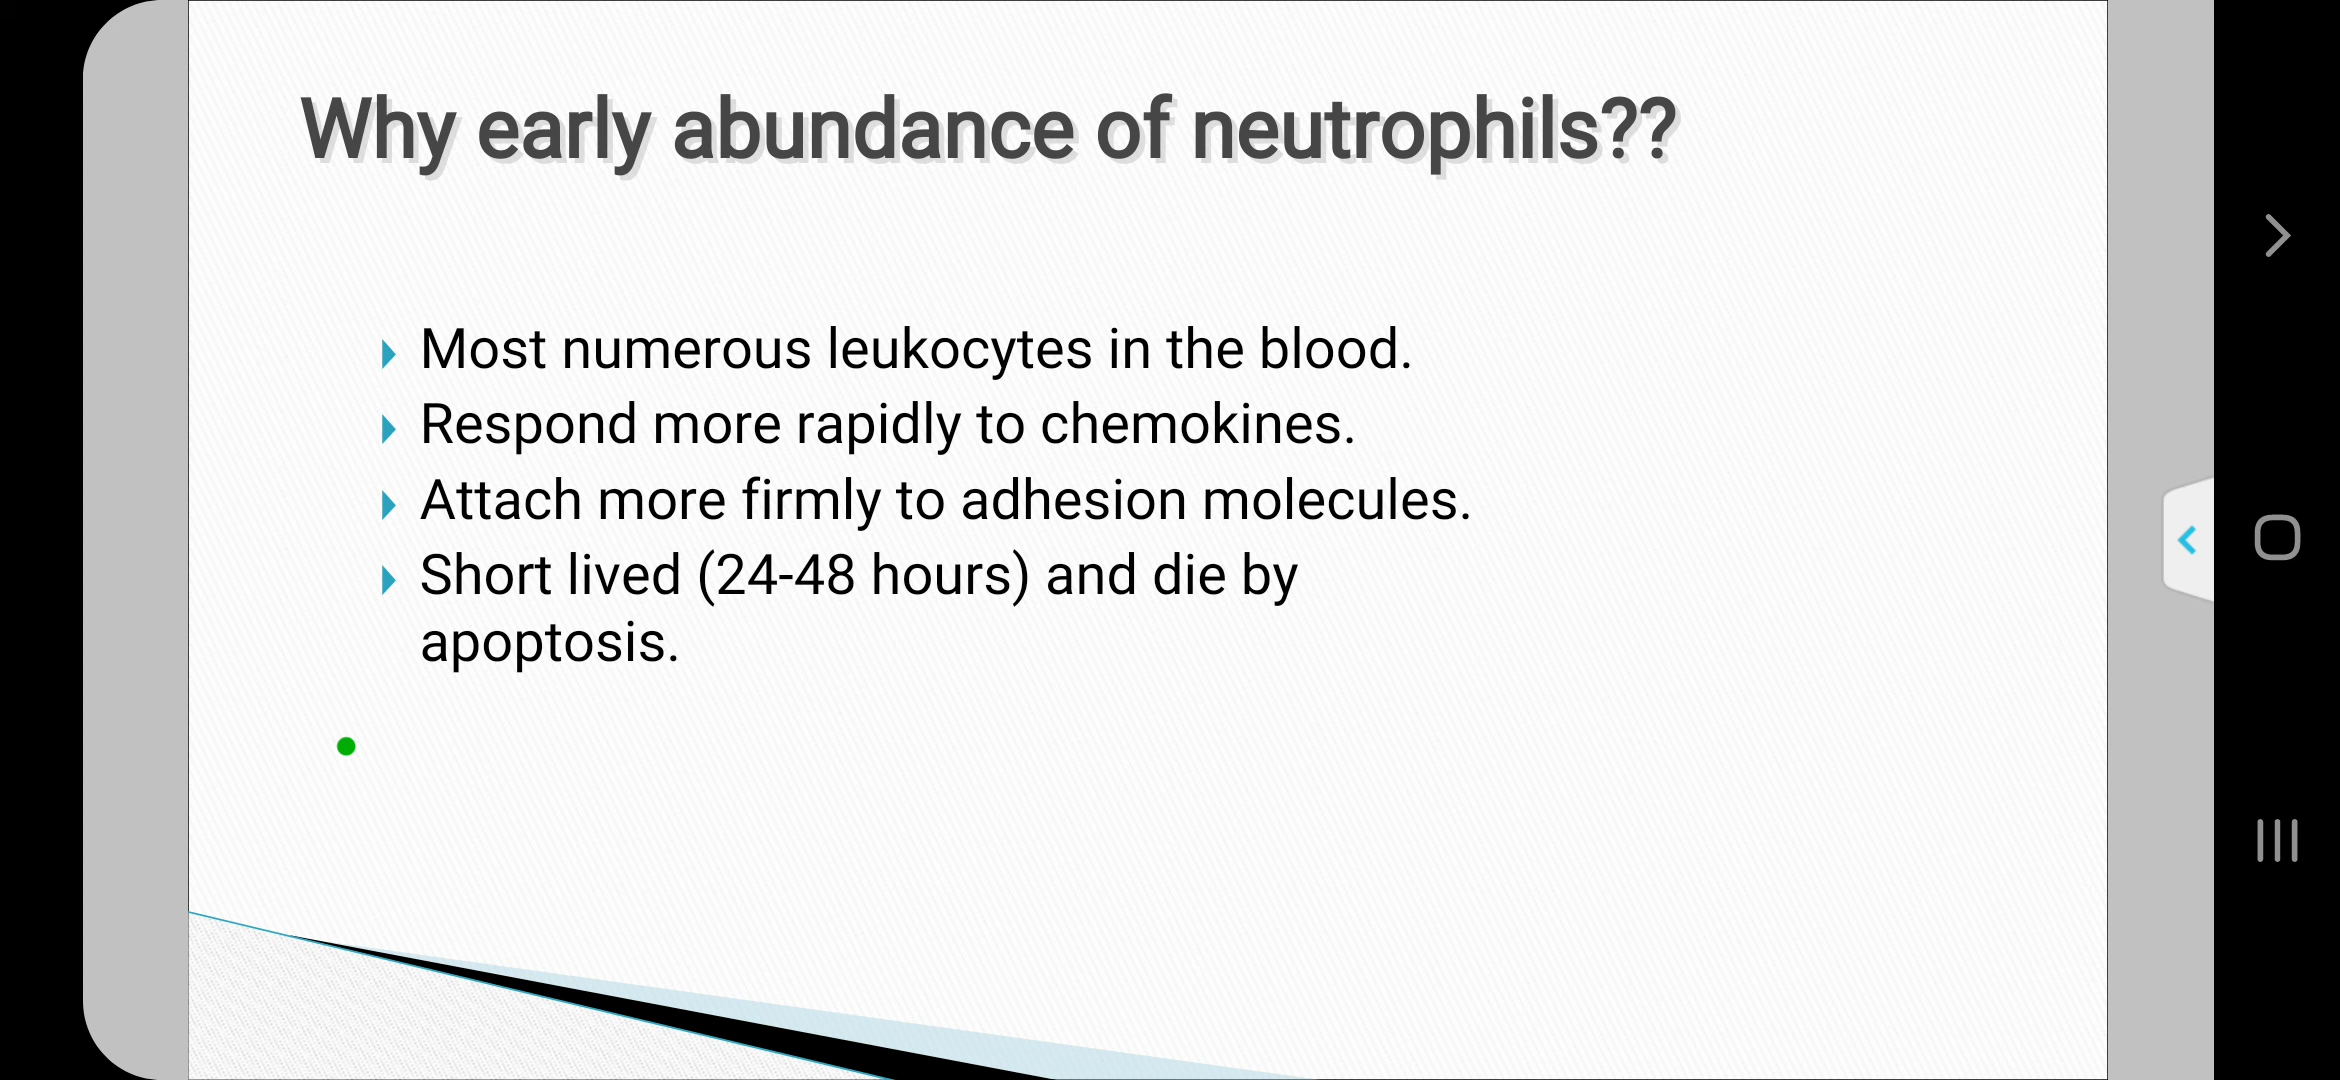 Why early abundance of neutrophils??
Most numerous leukocytes in the blood.
Respond more rapidly to chemokines.
Attach more firmly to adhesion molecules.
Short lived (24-48 hours) and die by
apoptosis.